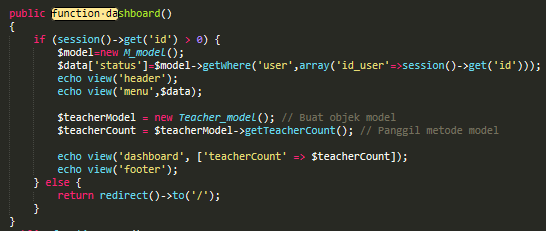 public function dashboard()
{
    if (session()->get('id') > 0) {
        $model=new M_model();
        $data['status']=$model->getWhere('user',array('id_user'=>session()->get('id')));
        echo view('header');
        echo view('menu',$data);

        $teacherModel = new Teacher_model(); // Buat objek model
        $teacherCount = $teacherModel->getTeacherCount(); // Panggil metode model

        echo view('dashboard', ['teacherCount' => $teacherCount]);
        echo view('footer');
    } else {
        return redirect()->to('/');
    }
}